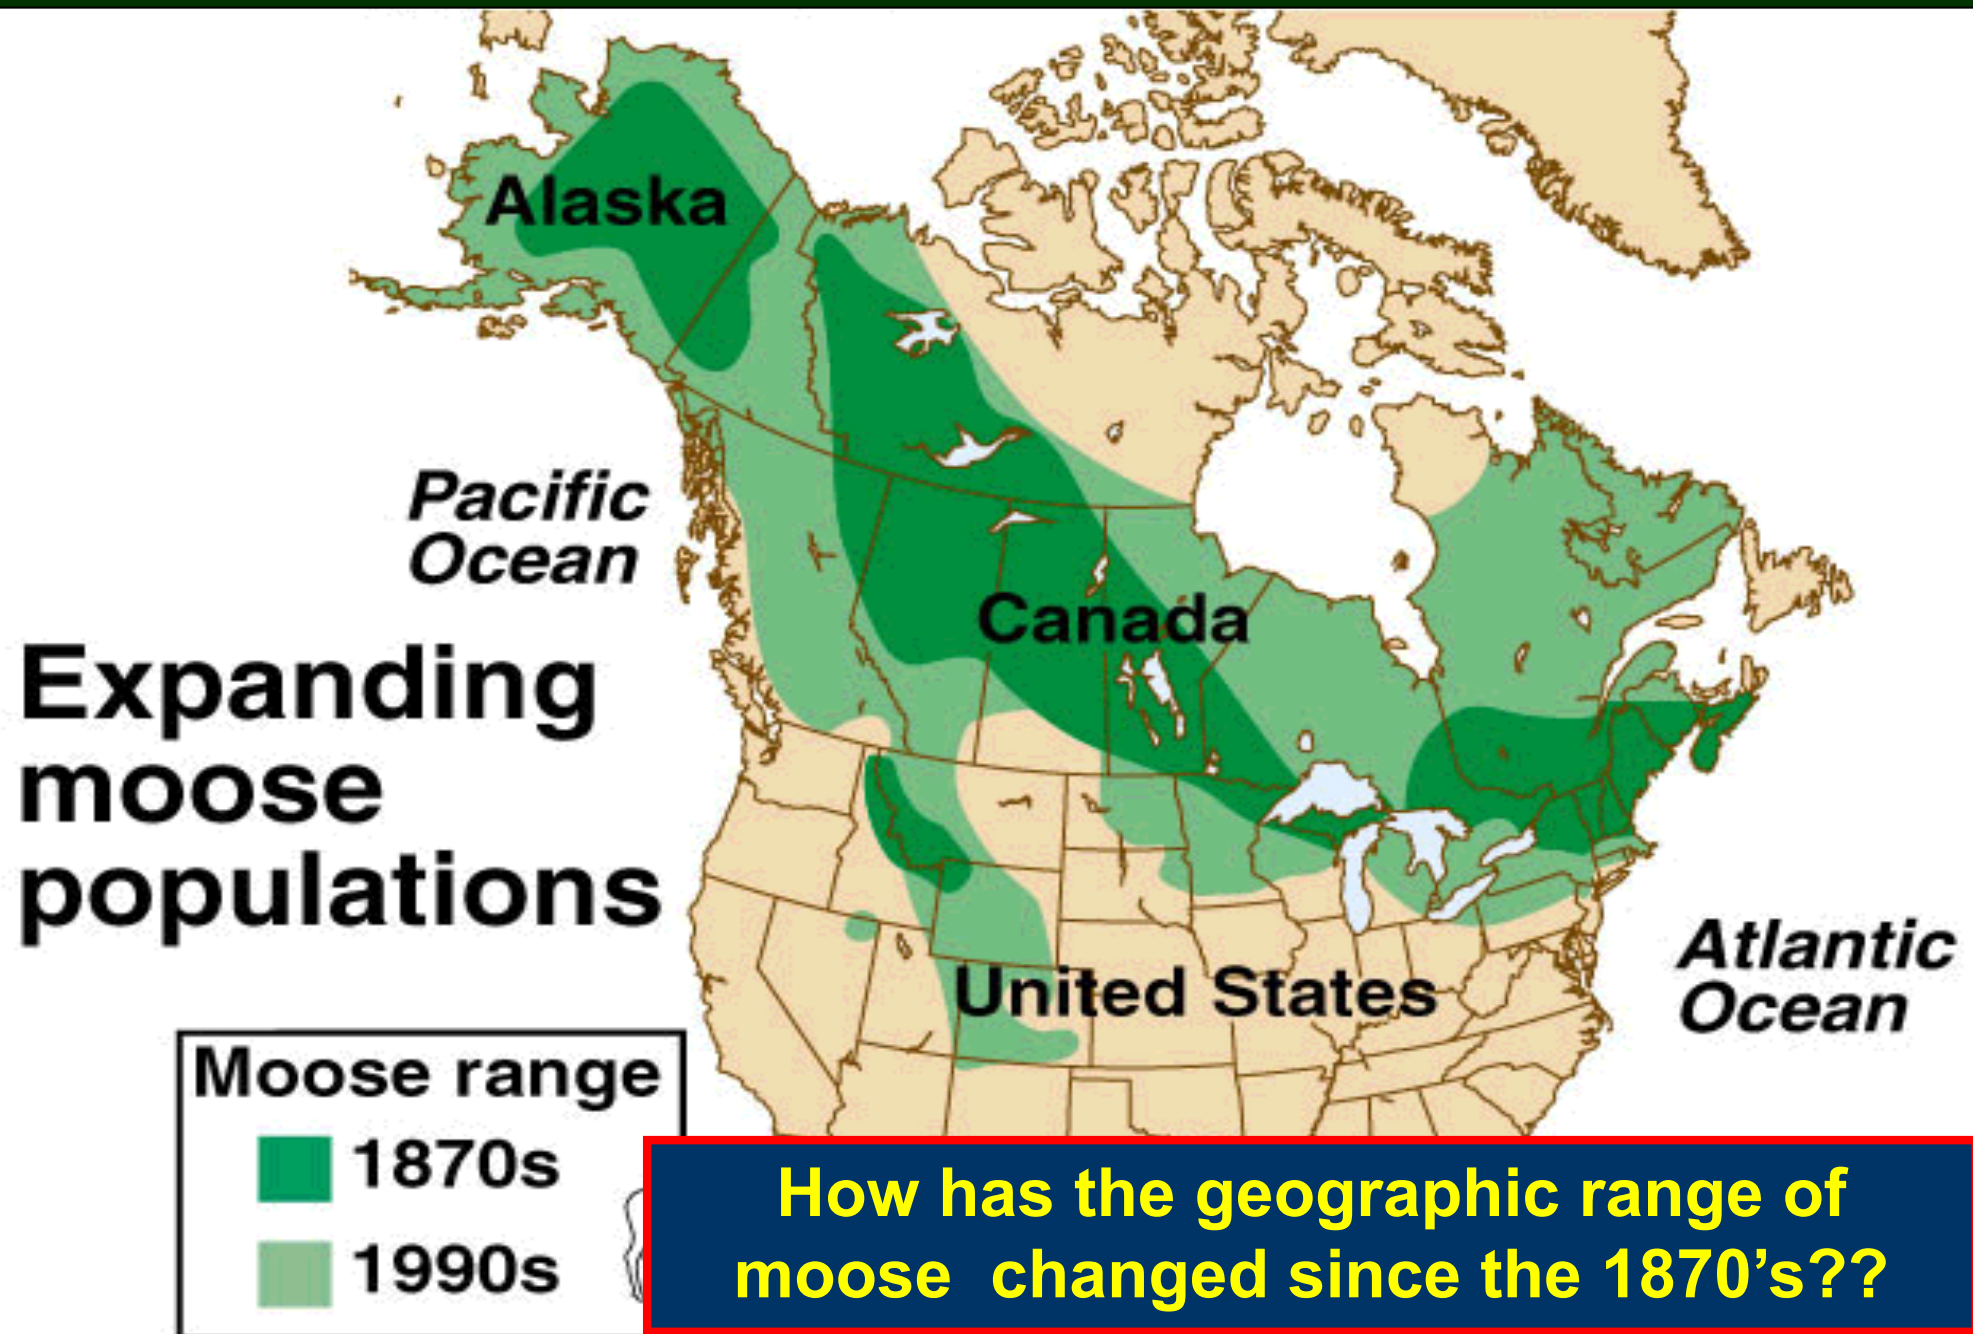 Alaska
Pacific
Ocean
Canada
Expanding
moose
populations
United States
Atlantic
Ocean
Moose range
1870s
1990s
How has the geographic range of
moose  changed since the 1870’s??